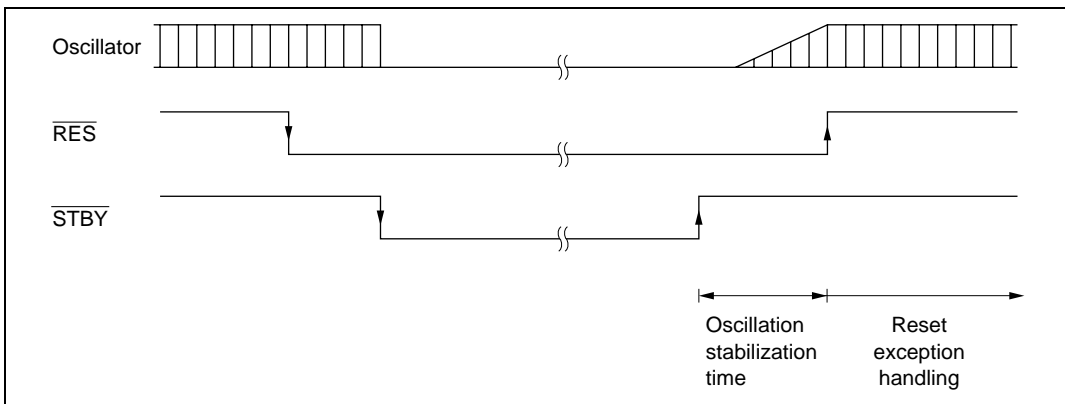 Oscillator
RES
STBY
Oscillation
stabilization
time
Reset
exception
handling